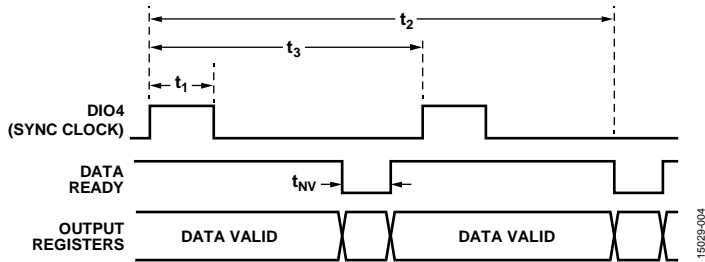 t2
t3
t1
DIO4
(SYNC CLOCK)
DATA
READY
tNV
OUTPUT
REGISTERS
DATA VALID
DATA VALID
15029-004